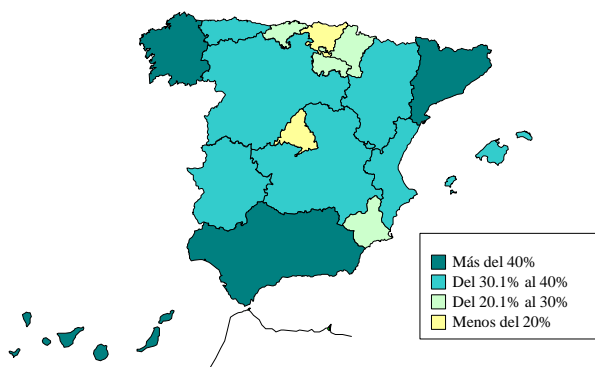 Más del 40%
Del 30.1% al 40%
Del 20.1% al 30%
Menos del 20%